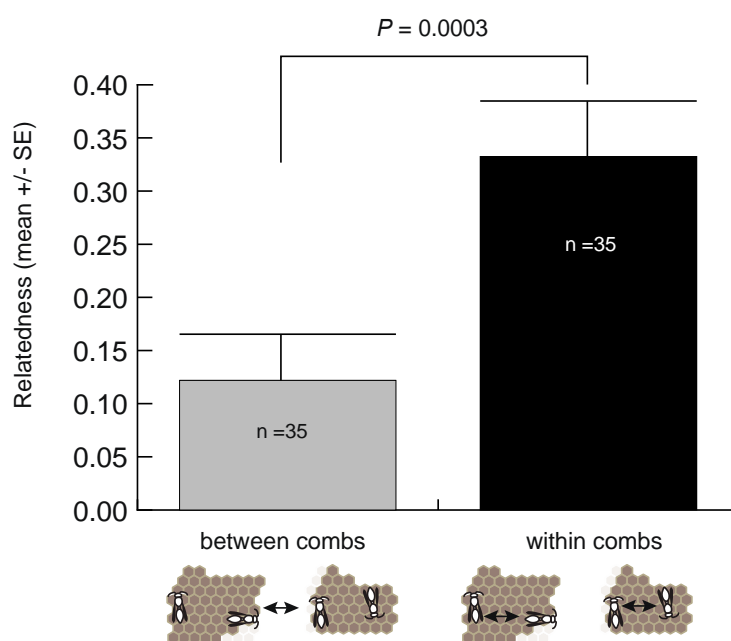 P = 0.0003
Relatedness (mean +/- SE)
0.40
0.35
0.30
0.25
0.20
0.15
0.10
0.05
0.00
n =35
n =35
between combs
within combs